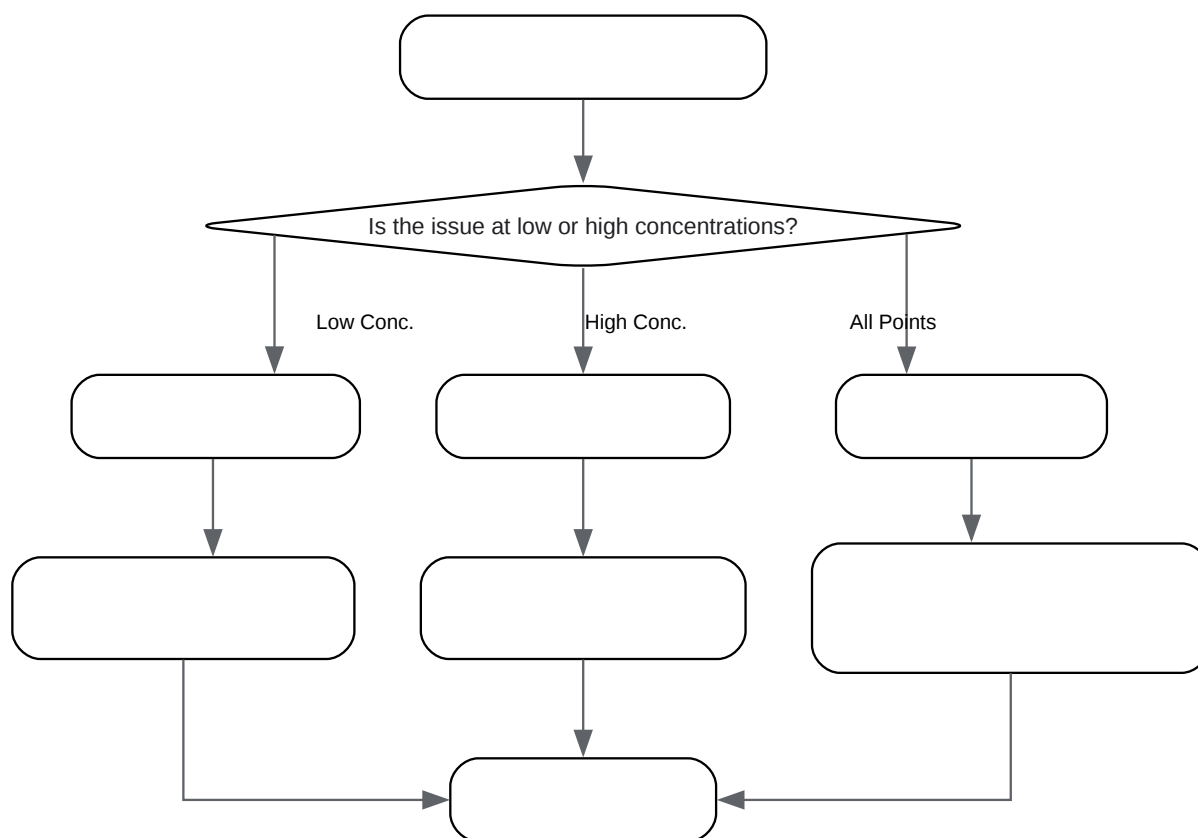 Is the issue at low or high concentrations?
Low Conc.
High Conc.
All Points